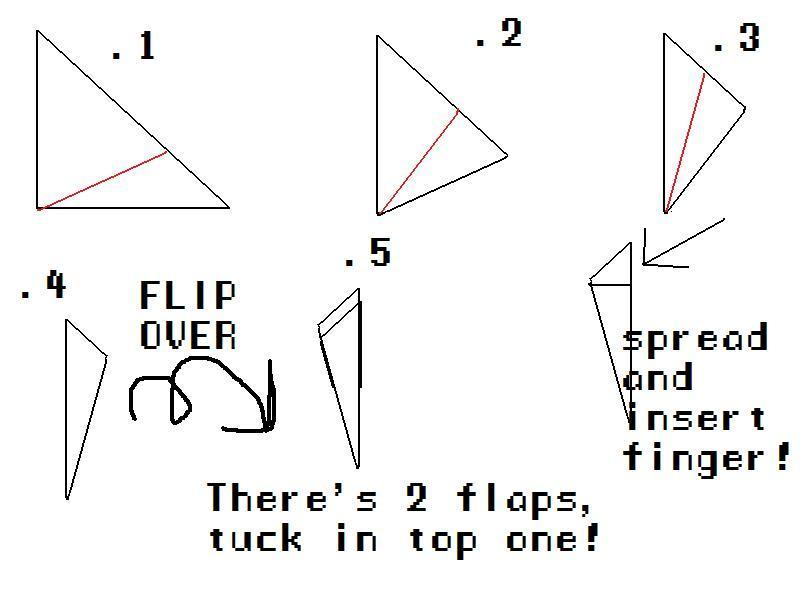 .1
.2
.3
.4
FLIP
OVER
.5
There's 2 flaps,
tuck in top one!
spread
and
insert
finger!